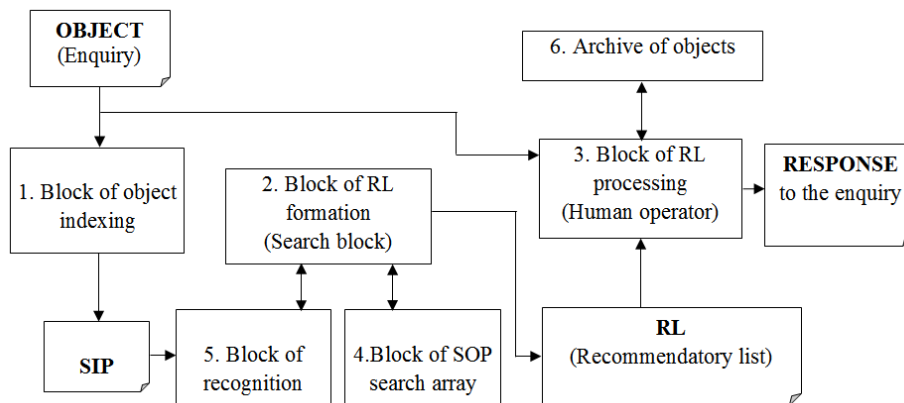 OBJECT
(Enquiry)
6. Archive of objects
1. Block of object
indexing
2. Block of RL
formation
(Search block)
3. Block of RL
processing
(Human operator)
RESPONSE
to the enquiry
SIP
5. Block of
recognition
4.Block of SOP
search array
RL
(Recommendatory list)